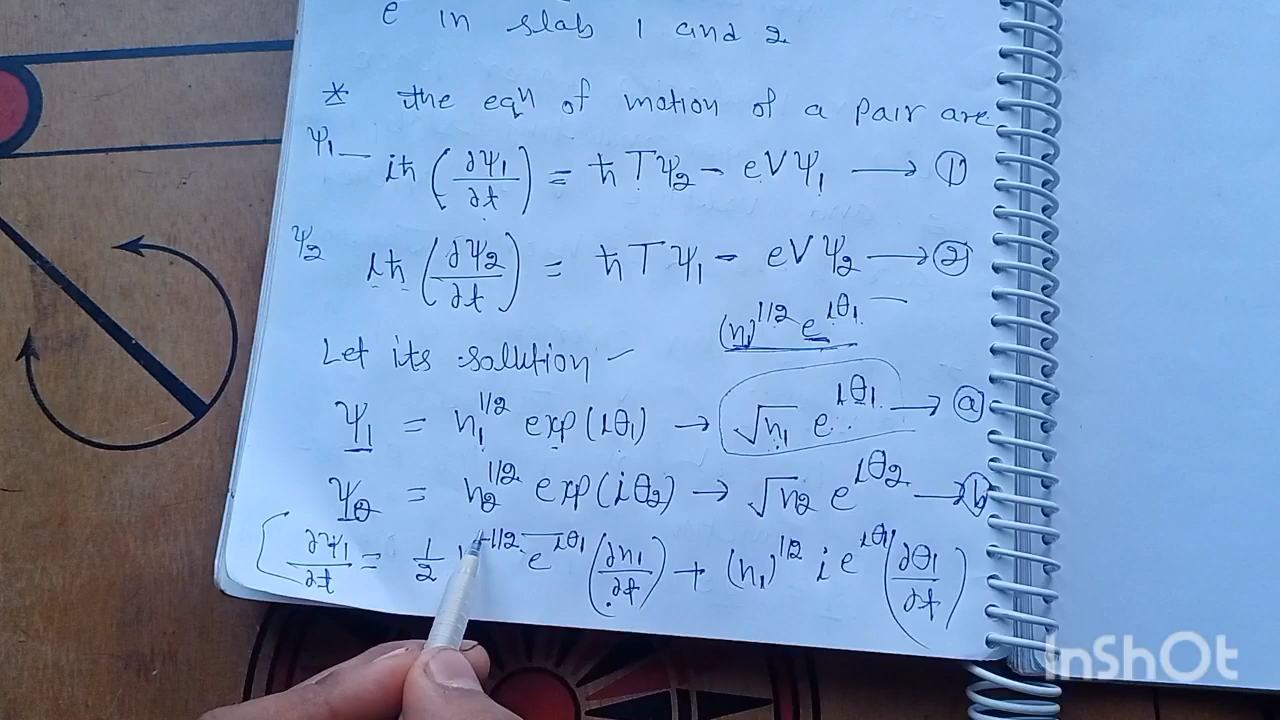 e in slab 1 and 2
* the eqn of motion of a pair are
Ψ1 — iħ (∂Ψ1/∂t) = ħTΨ2 - eVΨ1 → ①
Ψ2 iħ (∂Ψ2/∂t) = ħTΨ1 - eVΨ2 → ②
(n1)^1/2 e^iθ1
Let its solution -
Ψ1 = n1^1/2 exp(iθ1) → √n1 e^iθ1 → ⓐ
Ψ2 = n2^1/2 exp(iθ2) → √n2 e^iθ2 → ⓑ
∂Ψ1/∂t = 1/2 -1/2 e^iθ1 (∂n1/∂t) + (n1)^1/2 i e^iθ1 (∂θ1/∂t)
InShOt